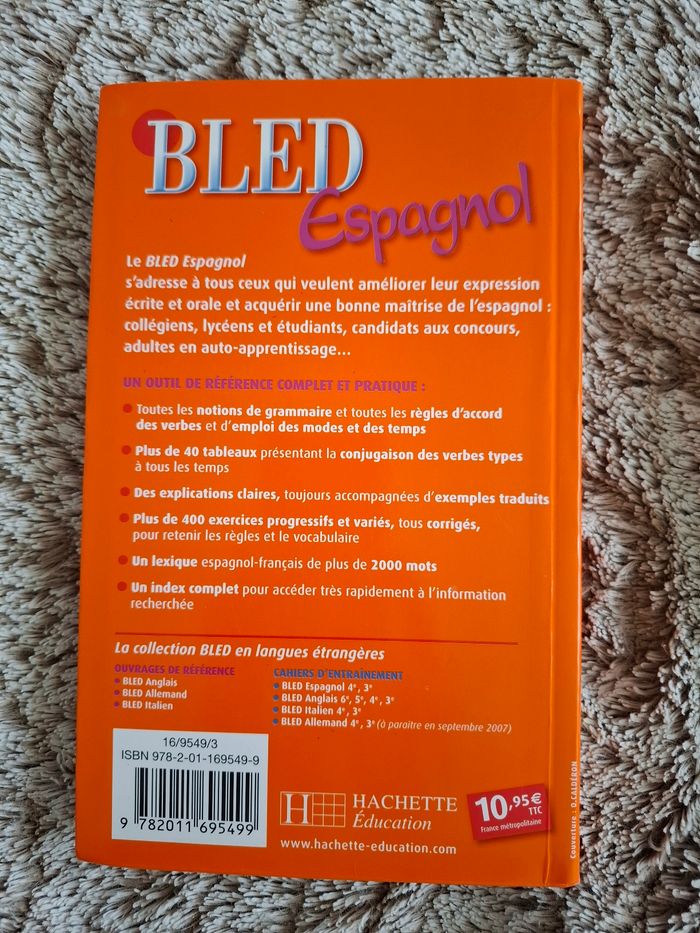 BLED
Espagnol
Le BLED Espagnol
s'adresse à tous ceux qui veulent améliorer leur expression
écrite et orale et acquérir une bonne maîtrise de l'espagnol :
collégiens, lycéens et étudiants, candidats aux concours,
adultes en auto-apprentissage...
UN OUTIL DE RÉFÉRENCE COMPLET ET PRATIQUE :
• Toutes les notions de grammaire et toutes les règles d'accord
des verbes et d'emploi des modes et des temps
• Plus de 40 tableaux présentant la conjugaison des verbes types
à tous les temps
• Des explications claires, toujours accompagnées d'exemples traduits
• Plus de 400 exercices progressifs et variés, tous corrigés,
pour retenir les règles et le vocabulaire
• Un lexique espagnol-français de plus de 2000 mots
• Un index complet pour accéder très rapidement à l'information
recherchée
La collection BLED en langues étrangères
OUVRAGES DE RÉFÉRENCE
• BLED Anglais
• BLED Allemand
• BLED Italien
CAHIERS D'ENTRAÎNEMENT
• BLED Espagnol 4e, 3e
• BLED Anglais 6e, 5e, 4e, 3e
• BLED Italien 4e, 3e
• BLED Allemand 4e, 3e (à paraître en septembre 2007)
16/9549/3
ISBN 978-2-01-169549-9
9 782011 695499
H HACHETTE
Éducation
www.hachette-education.com
10,95€
TTC
France métropolitaine
Couverture : O.CALDÉRON